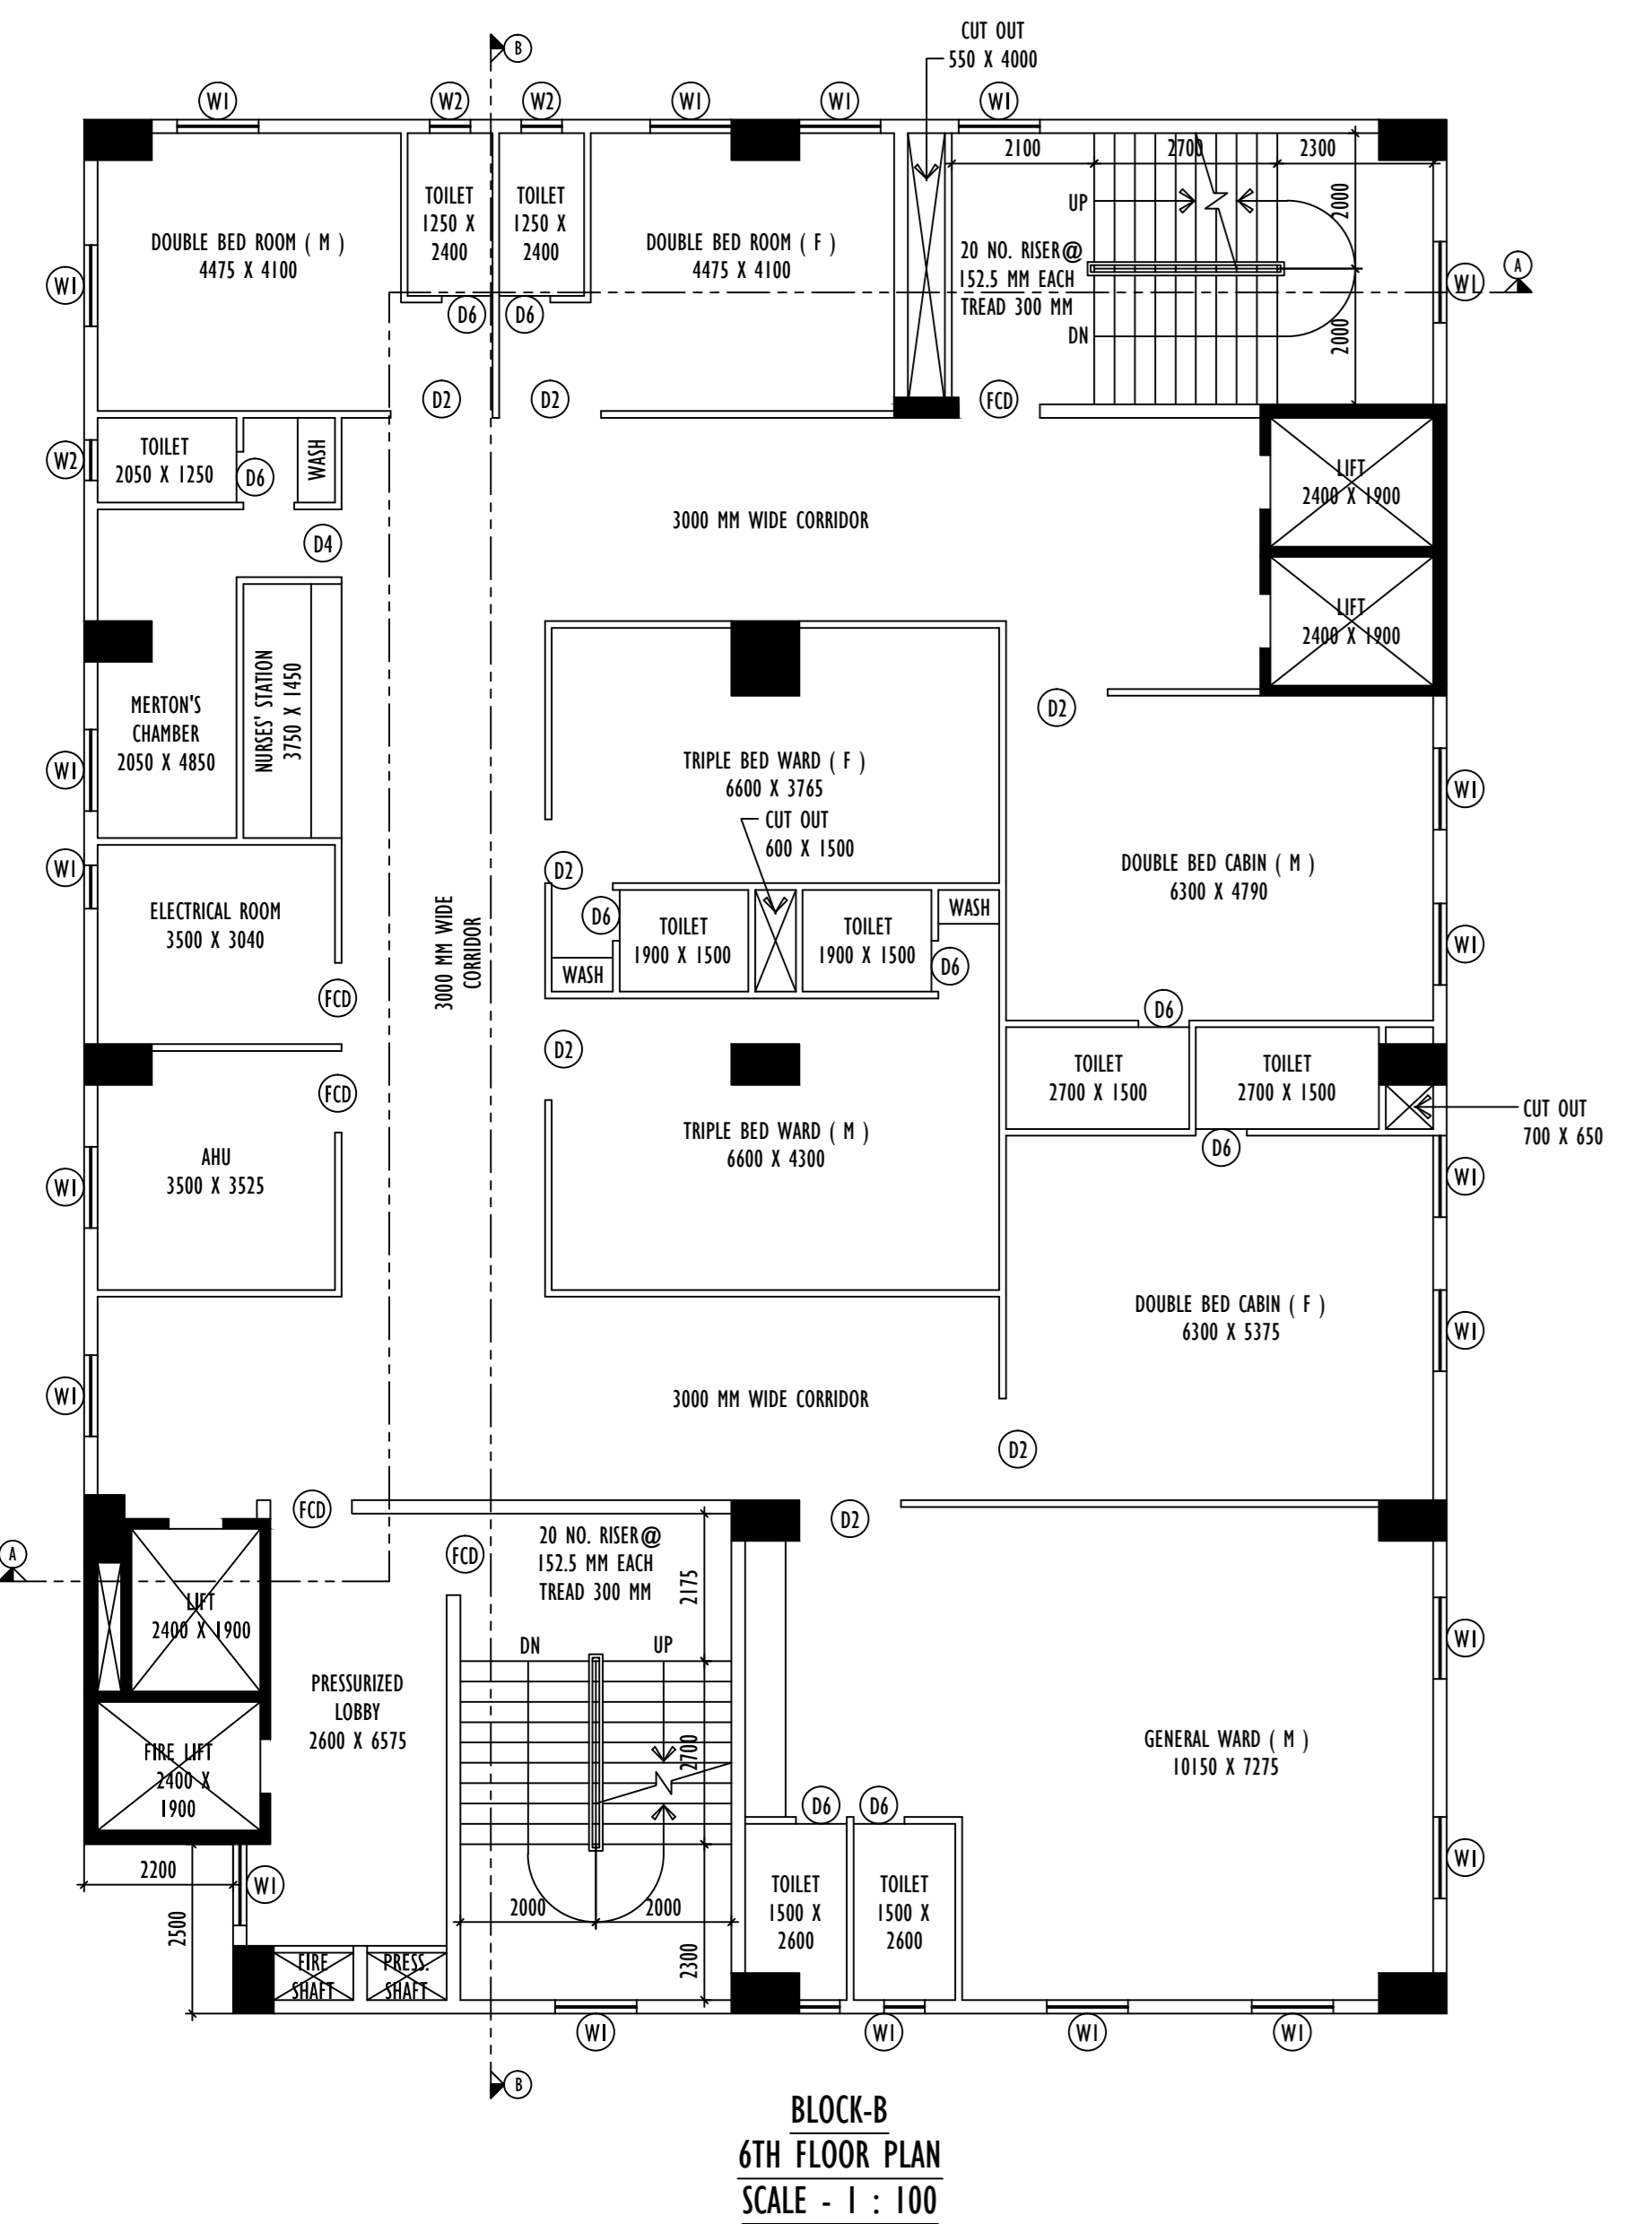 CUT OUT
550 X 4000
B
W1
W2
W2
W1
W1
W1
2100
2700
2300
TOILET
1250 X
2400
TOILET
1250 X
2400
UP
2000
DOUBLE BED ROOM ( M )
4475 X 4100
DOUBLE BED ROOM ( F )
4475 X 4100
20 NO. RISER@
152.5 MM EACH
TREAD 300 MM
W1
W1
A
D6
D6
DN
2000
D2
D2
FCD
W2
TOILET
2050 X 1250
D6
WASH
LIFT
2400 X 1900
3000 MM WIDE CORRIDOR
D4
LIFT
2400 X 1900
MERTON'S
CHAMBER
2050 X 4850
NURSES' STATION
3750 X 1450
D2
W1
TRIPLE BED WARD ( F )
6600 X 3765
W1
CUT OUT
600 X 1500
W1
D2
DOUBLE BED CABIN ( M )
6300 X 4790
ELECTRICAL ROOM
3500 X 3040
3000 MM WIDE
CORRIDOR
D6
TOILET
1900 X 1500
TOILET
1900 X 1500
WASH
W1
WASH
D6
FCD
D6
D2
FCD
TOILET
2700 X 1500
TOILET
2700 X 1500
CUT OUT
700 X 650
TRIPLE BED WARD ( M )
6600 X 4300
D6
AHU
3500 X 3525
W1
W1
DOUBLE BED CABIN ( F )
6300 X 5375
W1
W1
3000 MM WIDE CORRIDOR
D2
FCD
D2
A
FCD
20 NO. RISER@
152.5 MM EACH
TREAD 300 MM
2175
LIFT
2400 X 1900
DN
UP
W1
PRESSURIZED
LOBBY
2600 X 6575
FIRE LIFT
2400 X
1900
2700
GENERAL WARD ( M )
10150 X 7275
D6
D6
W1
2200
W1
2500
2000
2000
TOILET
1500 X
2600
TOILET
1500 X
2600
2300
FIRE
SHAFT
PRESS.
SHAFT
W1
W1
W1
W1
B
BLOCK-B
6TH FLOOR PLAN
SCALE - 1 : 100